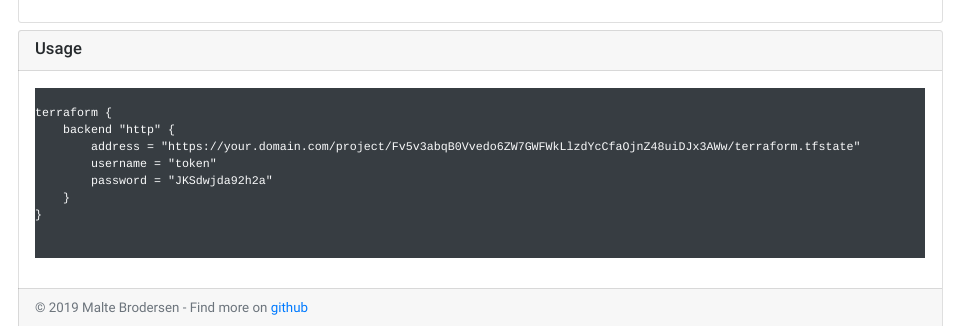 Usage
terraform {
    backend "http" {
        address = "https://your.domain.com/project/Fv5v3abqB0Vvedo6ZW7GWFWkLlzdYcCfaOjnZ48uiDJx3AWw/terraform.tfstate"
        username = "token"
        password = "JKSdwjda92h2a"
    }
}
© 2019 Malte Brodersen - Find more on github